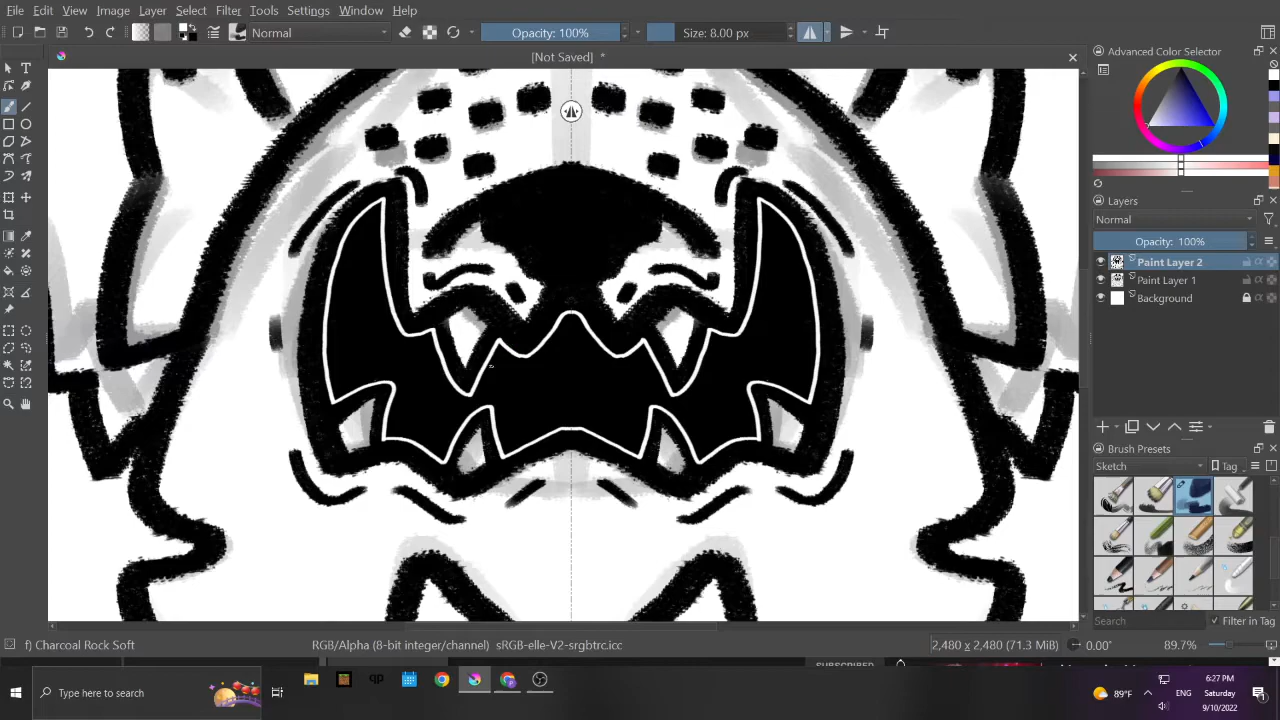 File Edit View Image Layer Select Filter Tools Settings Window Help
Normal Opacity: 100% Size: 8.00 px
[Not Saved] *
Advanced Color Selector
Layers
Normal
Opacity: 100%
Paint Layer 2
Paint Layer 1
Background
Brush Presets
Sketch Tag
Search Filter in Tag
f) Charcoal Rock Soft RGB/Alpha (8-bit integer/channel) sRGB-elle-V2-srgbtrc.icc 2,480 x 2,480 (71.3 MiB) 0.00° 89.7%
SUBSCRIBED
Type here to search qp 89°F ENG 6:27 PM
Saturday
9/10/2022